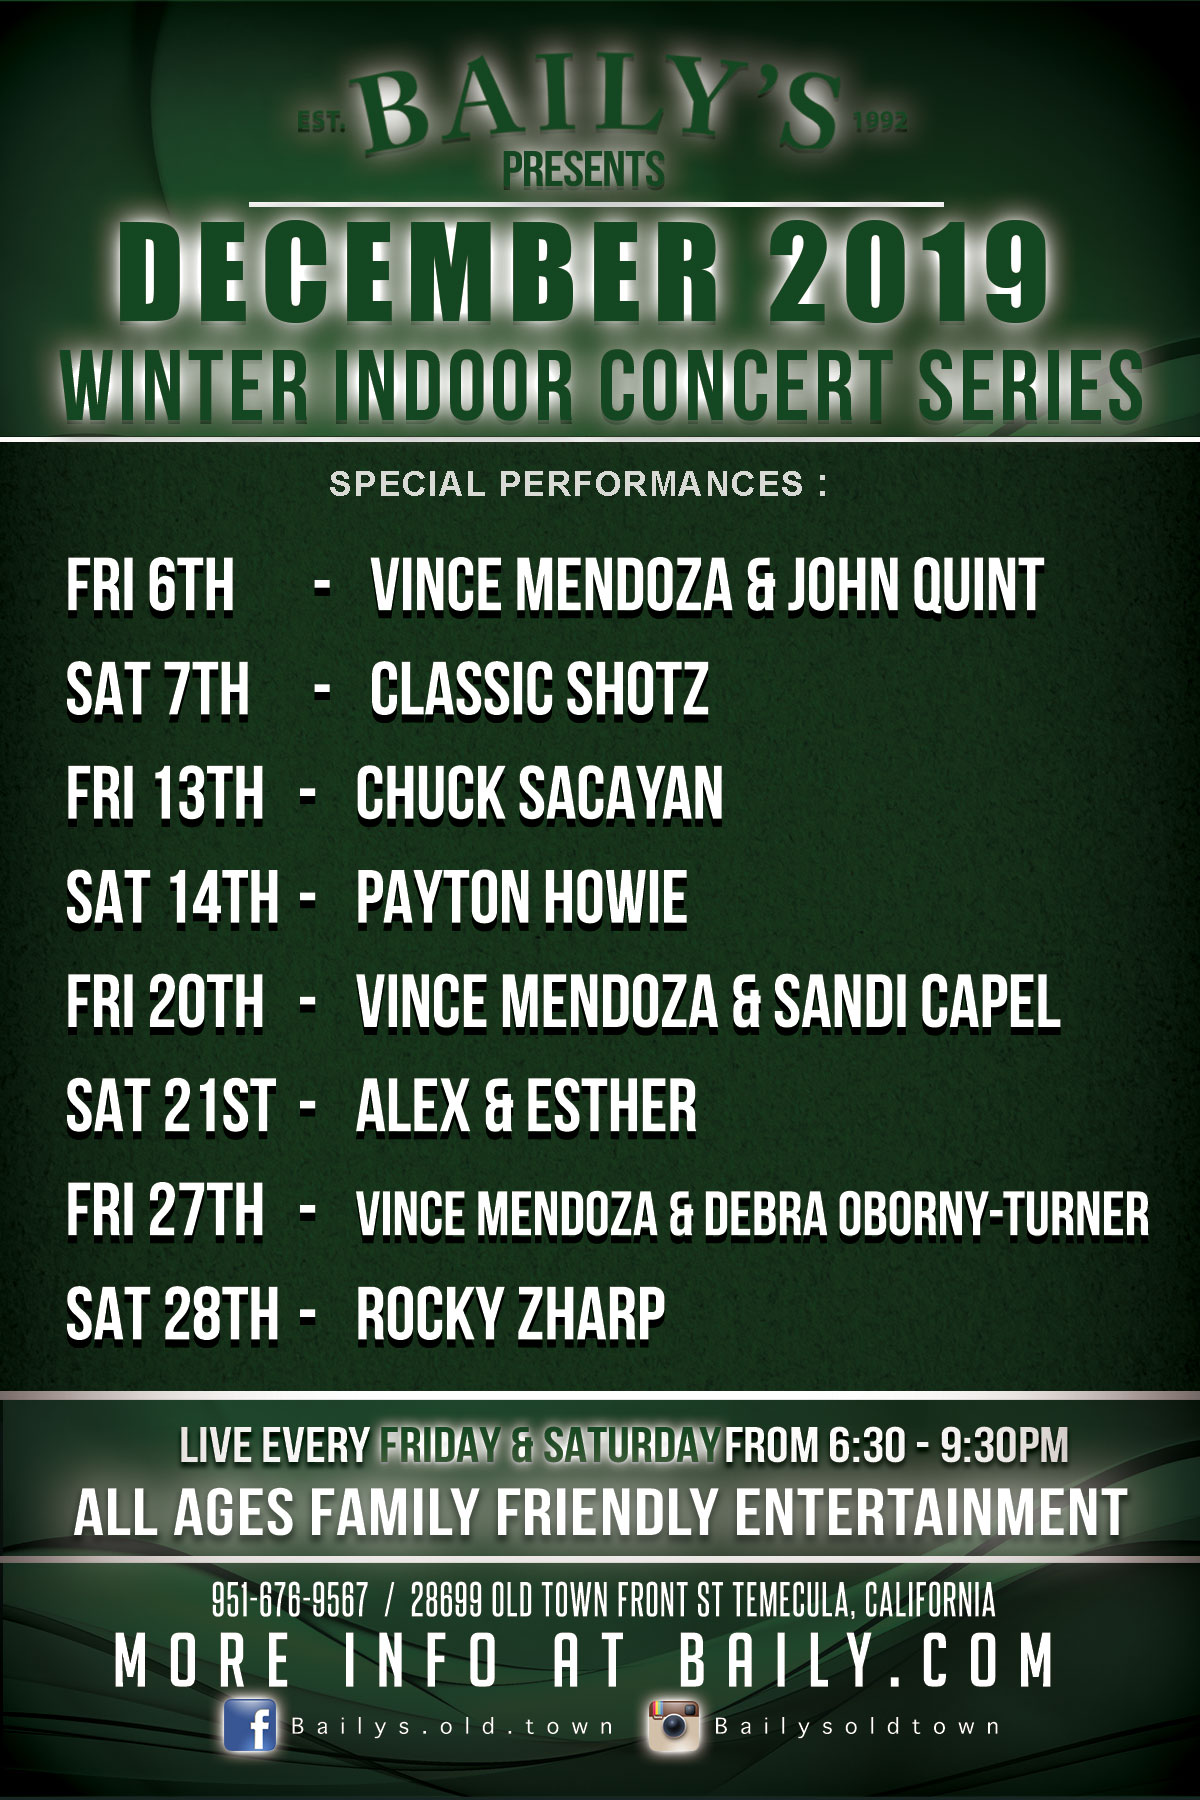 EST. BAILY'S 1992
PRESENTS
DECEMBER 2019
WINTER INDOOR CONCERT SERIES
SPECIAL PERFORMANCES :
FRI 6TH - VINCE MENDOZA & JOHN QUINT
SAT 7TH - CLASSIC SHOTZ
FRI 13TH - CHUCK SACAYAN
SAT 14TH - PAYTON HOWIE
FRI 20TH - VINCE MENDOZA & SANDI CAPEL
SAT 21ST - ALEX & ESTHER
FRI 27TH - VINCE MENDOZA & DEBRA OBORNY-TURNER
SAT 28TH - ROCKY ZHARP
LIVE EVERY FRIDAY & SATURDAY FROM 6:30 - 9:30PM
ALL AGES FAMILY FRIENDLY ENTERTAINMENT
951-676-9567 / 28699 OLD TOWN FRONT ST TEMECULA, CALIFORNIA
MORE INFO AT BAILY.COM
f Bailys.old.town Bailysoldtown